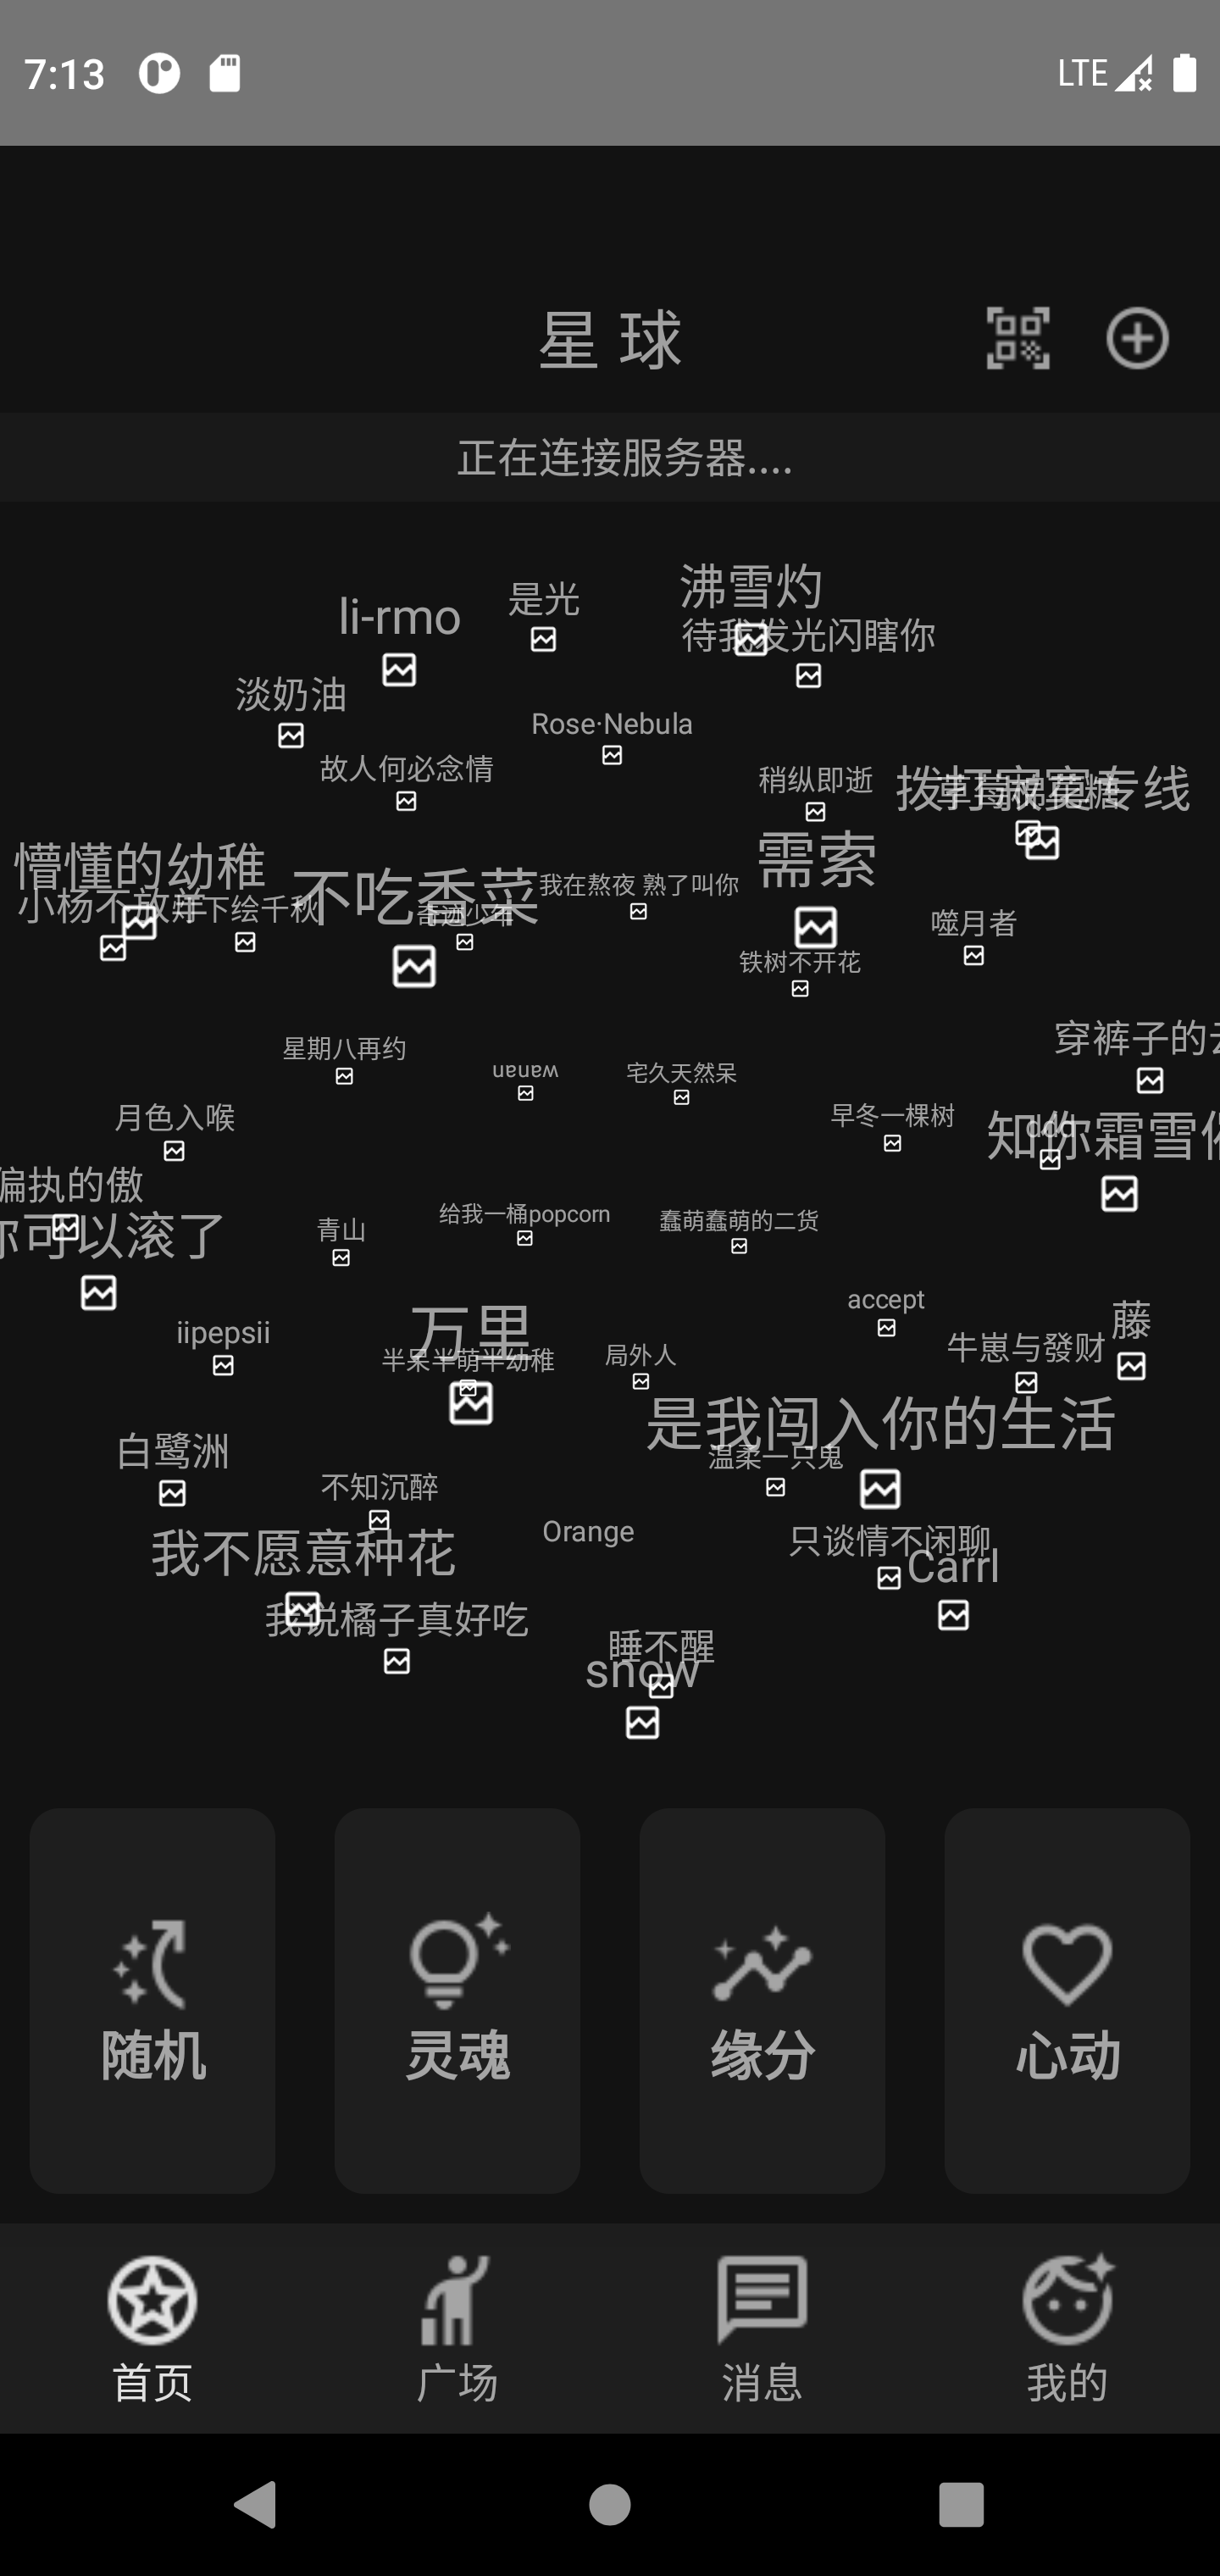 7:13
LTE
星球
正在连接服务器....
沸雪灼
是光
li-rmo
待我发光闪瞎你
淡奶油
Rose·Nebula
故人何必念情
稍纵即逝
拨打寂寞专线
需索
懵懂的幼稚
不吃香菜
我在熬夜 熟了叫你
小杨不放羊
下绘千秋
噬月者
铁树不开花
穿裤子的云
星期八再约
wanan
宅久天然呆
月色入喉
早冬一棵树
知你霜雪
ddd
偏执的傲
你可以滚了
给我一桶popcorn
蠢萌蠢萌的二货
青山
accept
万里
藤
iipepsii
牛崽与發财
半呆半萌半幼稚
局外人
是我闯入你的生活
白鹭洲
温柔一只鬼
不知沉醉
Orange
只谈情不闲聊
我不愿意种花
Carrl
我说橘子真好吃
睡不醒
snow
随机
灵魂
缘分
心动
首页
广场
消息
我的